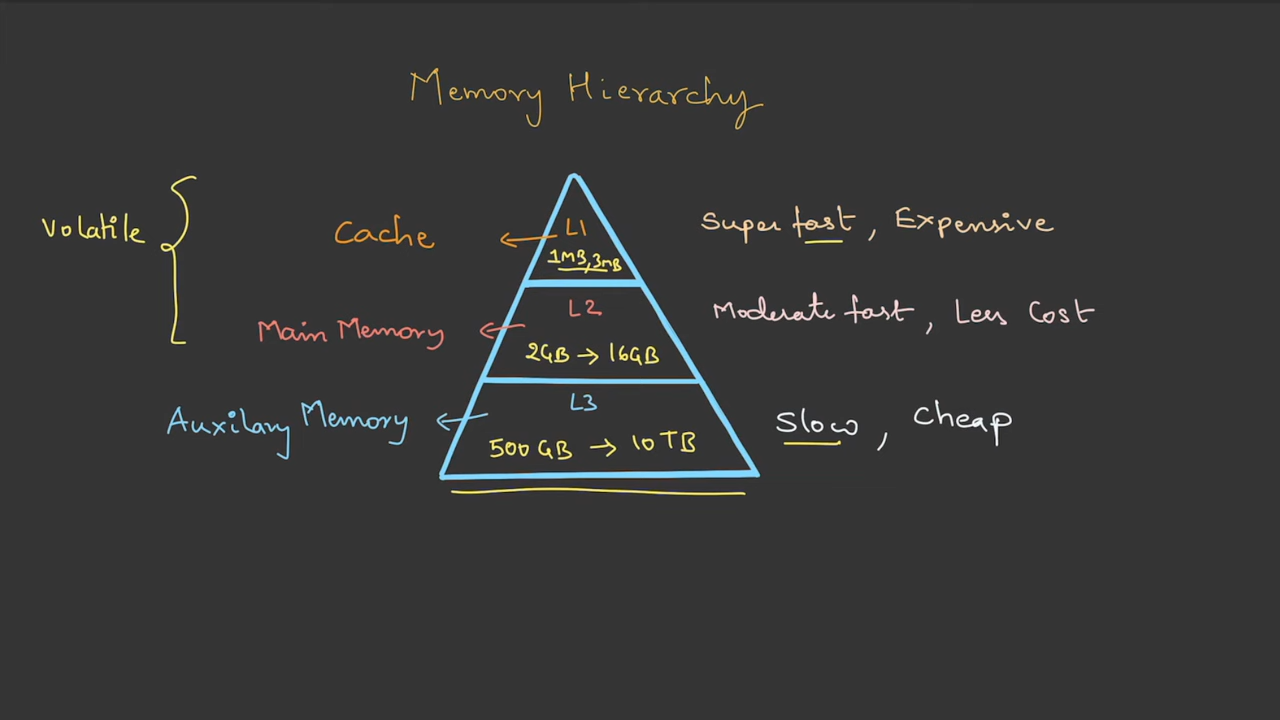 Memory Hierarchy
Volatile
Cache
L1
1MB,3MB
Super fast, Expensive
Main Memory
L2
2GB → 16GB
Moderate fast, Less Cost
Auxilary Memory
L3
500 GB → 10 TB
Slow, Cheap